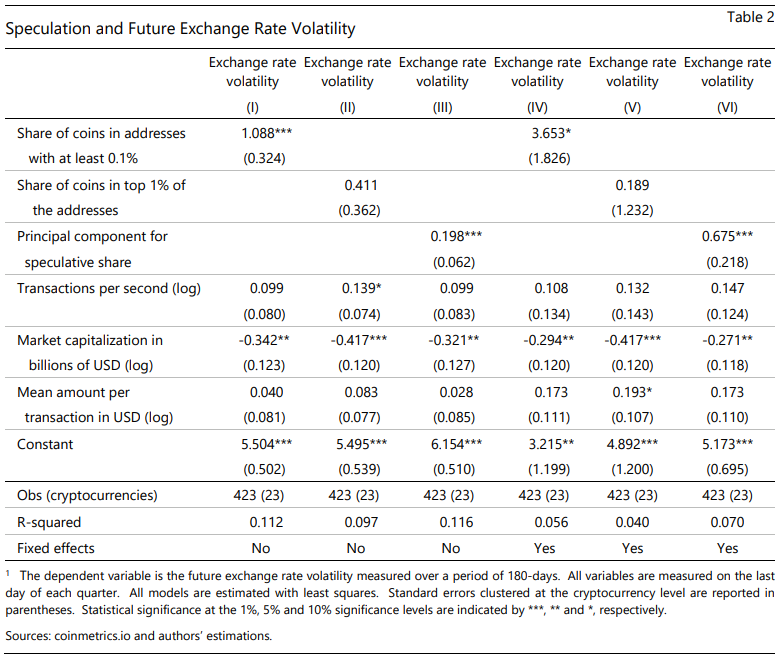 Table 2
Speculation and Future Exchange Rate Volatility
Exchange rate Exchange rate Exchange rate Exchange rate Exchange rate Exchange rate
volatility volatility volatility volatility volatility volatility
(I) (II) (III) (IV) (V) (VI)
Share of coins in addresses 1.088*** 3.653*
with at least 0.1% (0.324) (1.826)
Share of coins in top 1% of 0.411 0.189
the addresses (0.362) (1.232)
Principal component for 0.198*** 0.675***
speculative share (0.062) (0.218)
Transactions per second (log) 0.099 0.139* 0.099 0.108 0.132 0.147
(0.080) (0.074) (0.083) (0.134) (0.143) (0.124)
Market capitalization in -0.342** -0.417*** -0.321** -0.294** -0.417*** -0.271**
billions of USD (log) (0.123) (0.120) (0.127) (0.120) (0.120) (0.118)
Mean amount per 0.040 0.083 0.028 0.173 0.193* 0.173
transaction in USD (log) (0.081) (0.077) (0.085) (0.111) (0.107) (0.110)
Constant 5.504*** 5.495*** 6.154*** 3.215** 4.892*** 5.173***
(0.502) (0.539) (0.510) (1.199) (1.200) (0.695)
Obs (cryptocurrencies) 423 (23) 423 (23) 423 (23) 423 (23) 423 (23) 423 (23)
R-squared 0.112 0.097 0.116 0.056 0.040 0.070
Fixed effects No No No Yes Yes Yes
1 The dependent variable is the future exchange rate volatility measured over a period of 180-days. All variables are measured on the last
day of each quarter. All models are estimated with least squares. Standard errors clustered at the cryptocurrency level are reported in
parentheses. Statistical significance at the 1%, 5% and 10% significance levels are indicated by ***, ** and *, respectively.
Sources: coinmetrics.io and authors' estimations.